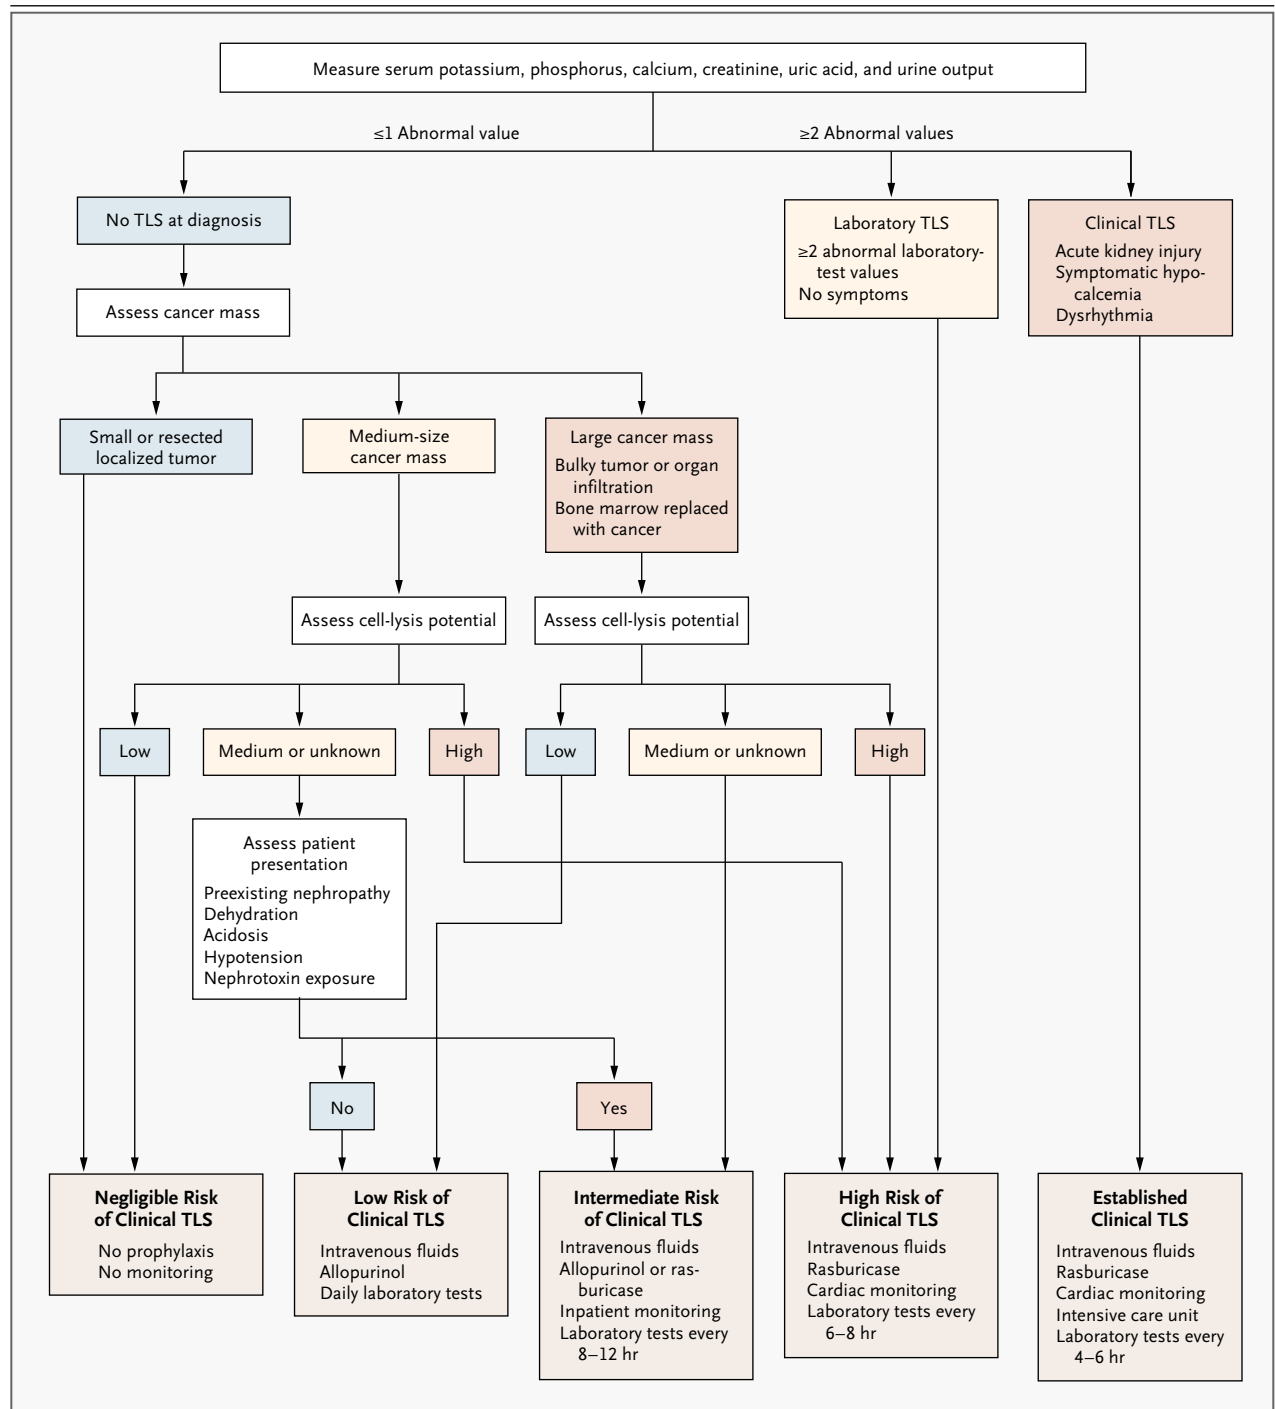 Measure serum potassium, phosphorus, calcium, creatinine, uric acid, and urine output
≤1 Abnormal value
≥2 Abnormal values
No TLS at diagnosis
Laboratory TLS
≥2 abnormal laboratory-
test values
No symptoms
Clinical TLS
Acute kidney injury
Symptomatic hypo-
calcemia
Dysrhythmia
Assess cancer mass
Small or resected
localized tumor
Medium-size
cancer mass
Large cancer mass
Bulky tumor or organ
infiltration
Bone marrow replaced
with cancer
Assess cell-lysis potential
Assess cell-lysis potential
Low
Medium or unknown
High
Low
Medium or unknown
High
Assess patient
presentation
Preexisting nephropathy
Dehydration
Acidosis
Hypotension
Nephrotoxin exposure
No
Yes
Negligible Risk
of Clinical TLS
No prophylaxis
No monitoring
Low Risk of
Clinical TLS
Intravenous fluids
Allopurinol
Daily laboratory tests
Intermediate Risk
of Clinical TLS
Intravenous fluids
Allopurinol or ras-
buricase
Inpatient monitoring
Laboratory tests every
8–12 hr
High Risk of
Clinical TLS
Intravenous fluids
Rasburicase
Cardiac monitoring
Laboratory tests every
6–8 hr
Established
Clinical TLS
Intravenous fluids
Rasburicase
Cardiac monitoring
Intensive care unit
Laboratory tests every
4–6 hr